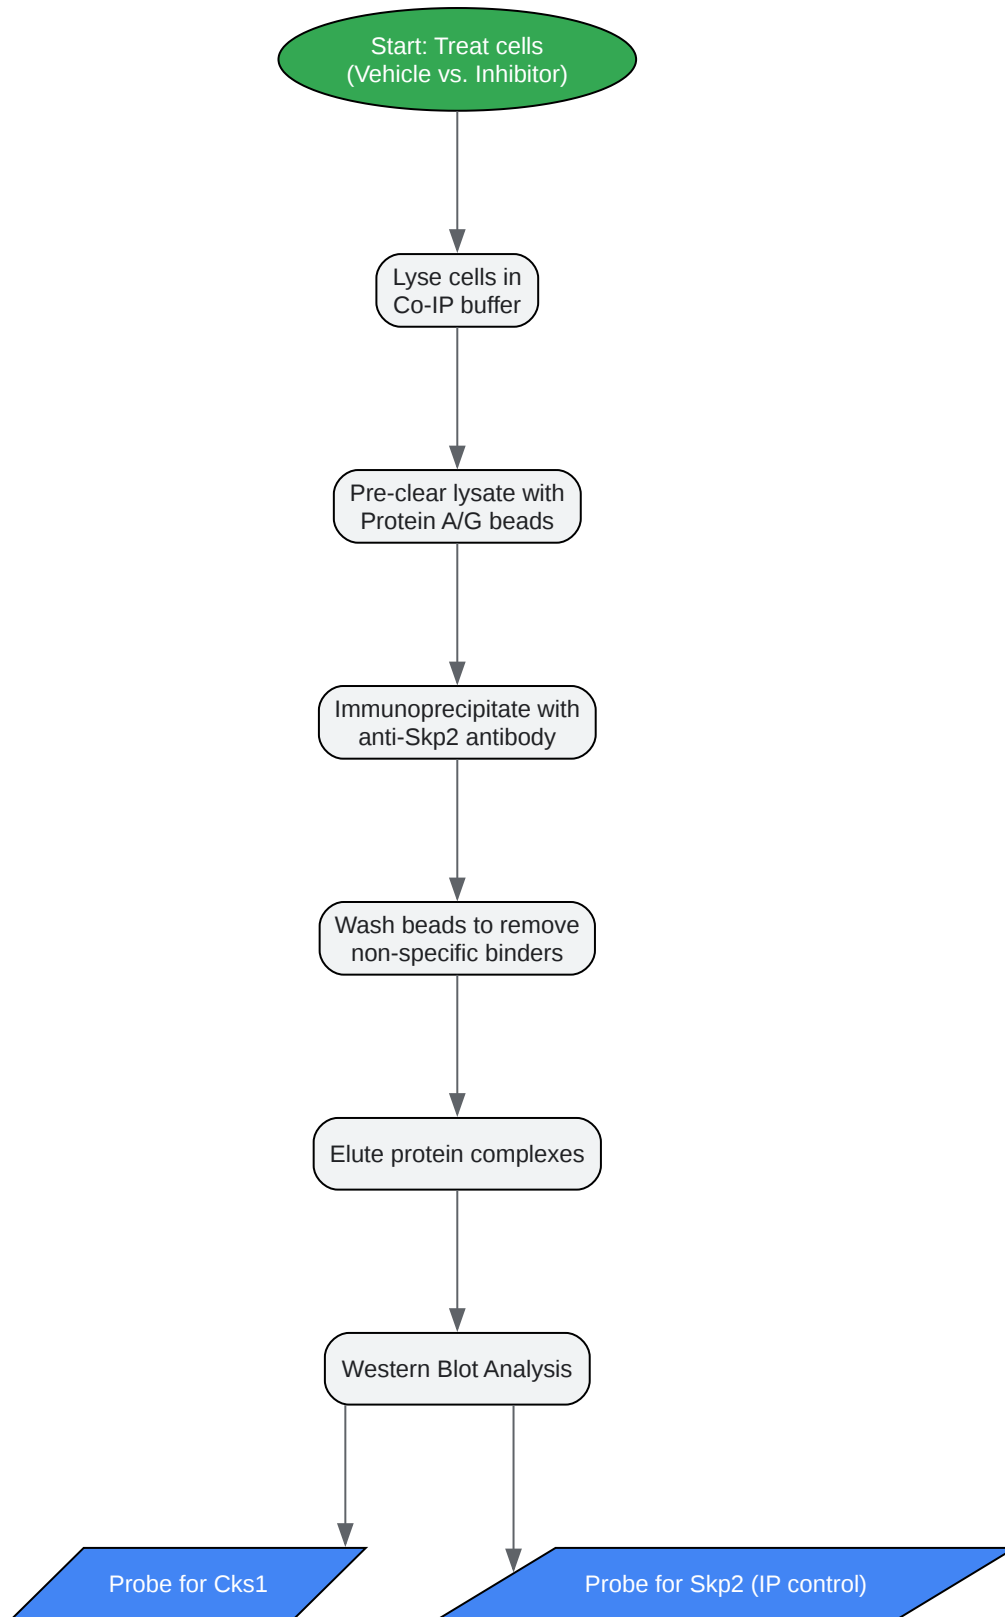 Start: Treat cells
(Vehicle vs. Inhibitor)
Lyse cells in
Co-IP buffer
Pre-clear lysate with
Protein A/G beads
Immunoprecipitate with
anti-Skp2 antibody
Wash beads to remove
non-specific binders
Elute protein complexes
Western Blot Analysis
Probe for Cks1
Probe for Skp2 (IP control)